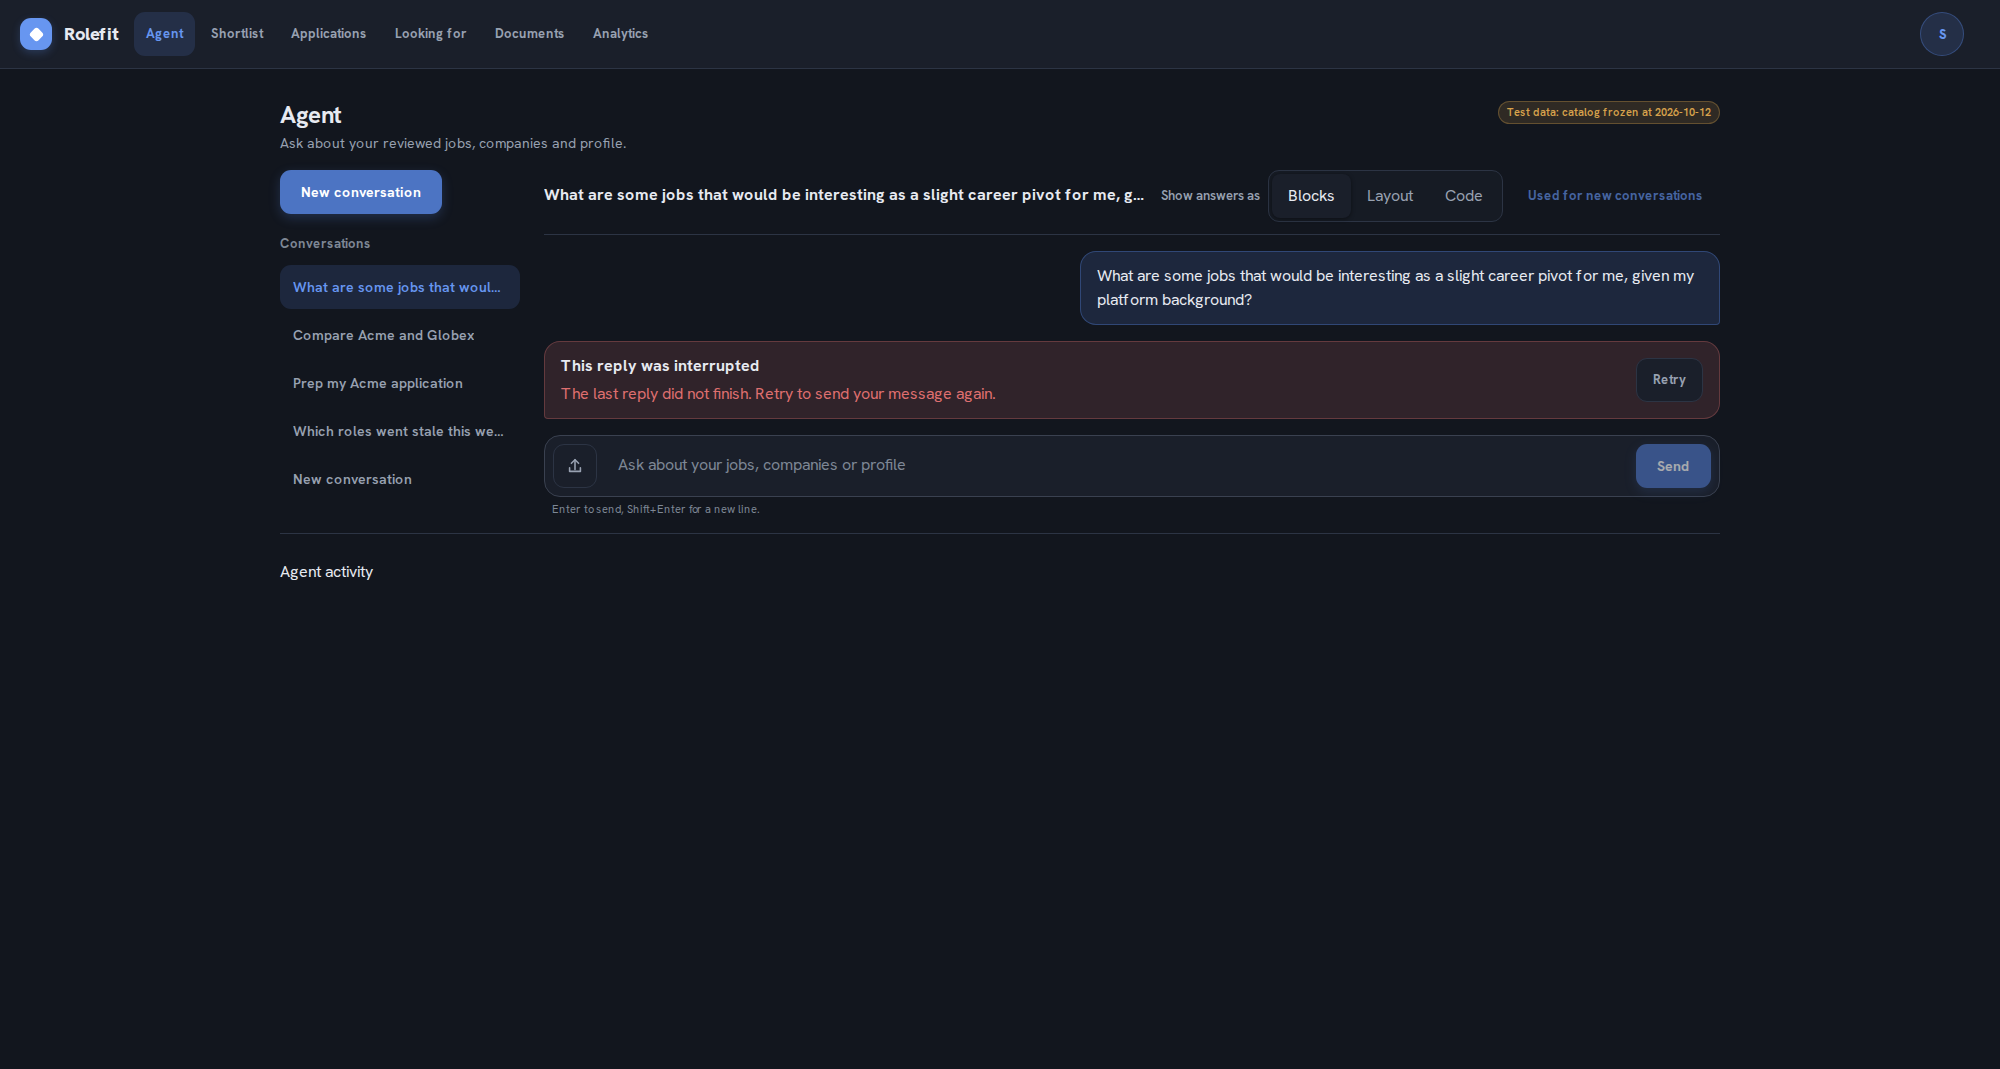 Rolefit
Agent
Shortlist
Applications
Looking for
Documents
Analytics
S
Agent
Test data: catalog frozen at 2026-10-12
Ask about your reviewed jobs, companies and profile.
New conversation
What are some jobs that would be interesting as a slight career pivot for me, g...
Show answers as
Blocks
Layout
Code
Used for new conversations
Conversations
What are some jobs that woul...
Compare Acme and Globex
Prep my Acme application
Which roles went stale this we...
New conversation
What are some jobs that would be interesting as a slight career pivot for me, given my
platform background?
This reply was interrupted
The last reply did not finish. Retry to send your message again.
Retry
Ask about your jobs, companies or profile
Send
Enter to send, Shift+Enter for a new line.
Agent activity